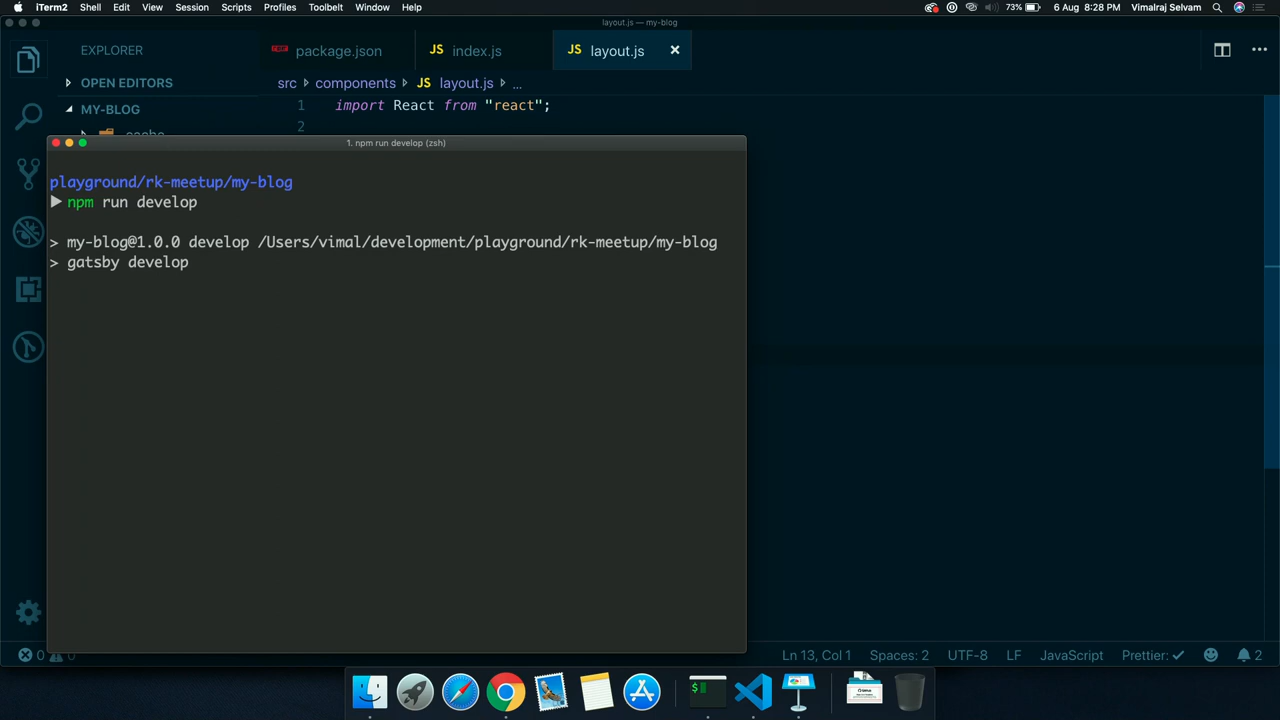 iTerm2 Shell Edit View Session Scripts Profiles Toolbelt Window Help 73% 6 Aug 8:28 PM Vimalraj Selvam
layout.js — my-blog
EXPLORER package.json JS index.js JS layout.js
OPEN EDITORS src components JS layout.js ...
MY-BLOG 1 import React from "react";
cache 2
1. npm run develop (zsh)
playground/rk-meetup/my-blog
npm run develop
> my-blog@1.0.0 develop /Users/vimal/development/playground/rk-meetup/my-blog
> gatsby develop
0 0 Ln 13, Col 1 Spaces: 2 UTF-8 LF JavaScript Prettier: 2
$